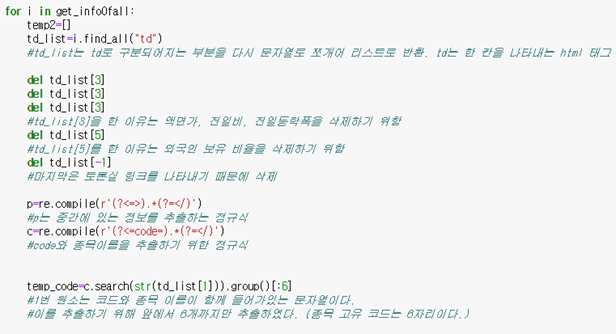 for i in get_infoOfall:
temp2=[]
td_list=i.find_all("td")
#td_list는 td로 구분되어지는 부분을 다시 문자열로 쪼개어 리스트로 반환. td는 한 칸을 나타내는 html 태그
del td_list[3]
del td_list[3]
del td_list[3]
#td_list[3]을 한 이유는 액면가, 전일비, 전일등락폭을 삭제하기 위함
del td_list[5]
#td_list[5]를 한 이유는 외국인 보유 비율을 삭제하기 위함
del td_list[-1]
#마지막은 토론실 링크를 나타내기 때문에 삭제
p=re.compile(r'(?<=>).*(?=</)')
#p는 중간에 있는 정보를 추출하는 정규식
c=re.compile(r'(?<=code=).*(?=</)')
#code와 종목이름을 추출하기 위한 정규식
temp_code=c.search(str(td_list[1])).group()[:6]
#1번 원소는 코드와 종목 이름이 함께 들어가있는 문자열이다.
#이를 추출하기 위해 앞에서 6개까지만 추출하였다. (종목 고유 코드는 6자리이다.)